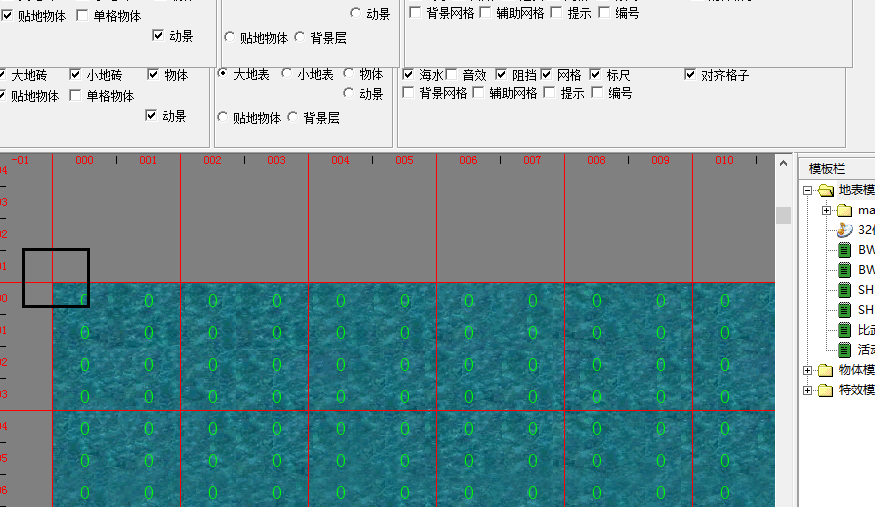 贴地物体 单格物体 动景 动景
贴地物体 背景层
背景网格 辅助网格 提示 编号
大地砖 小地砖 物体
贴地物体 单格物体
动景
大地表 小地表 物体
动景
贴地物体 背景层
海水 音效 阻挡 网格 标尺 对齐格子
背景网格 辅助网格 提示 编号
-01 000 001 002 003 004 005 006 007 008 009 010
04
03
02
01
00 0 0 0 0 0 0 0 0 0 0 0
01 0 0 0 0 0 0 0 0 0 0 0
02 0 0 0 0 0 0 0 0 0 0 0
03 0 0 0 0 0 0 0 0 0 0 0
04 0 0 0 0 0 0 0 0 0 0 0
05 0 0 0 0 0 0 0 0 0 0 0
06 0 0 0 0 0 0 0 0 0 0 0
模板栏
地表模
ma
32
BW
BW
SH
SH
比
活
物体模
特效模